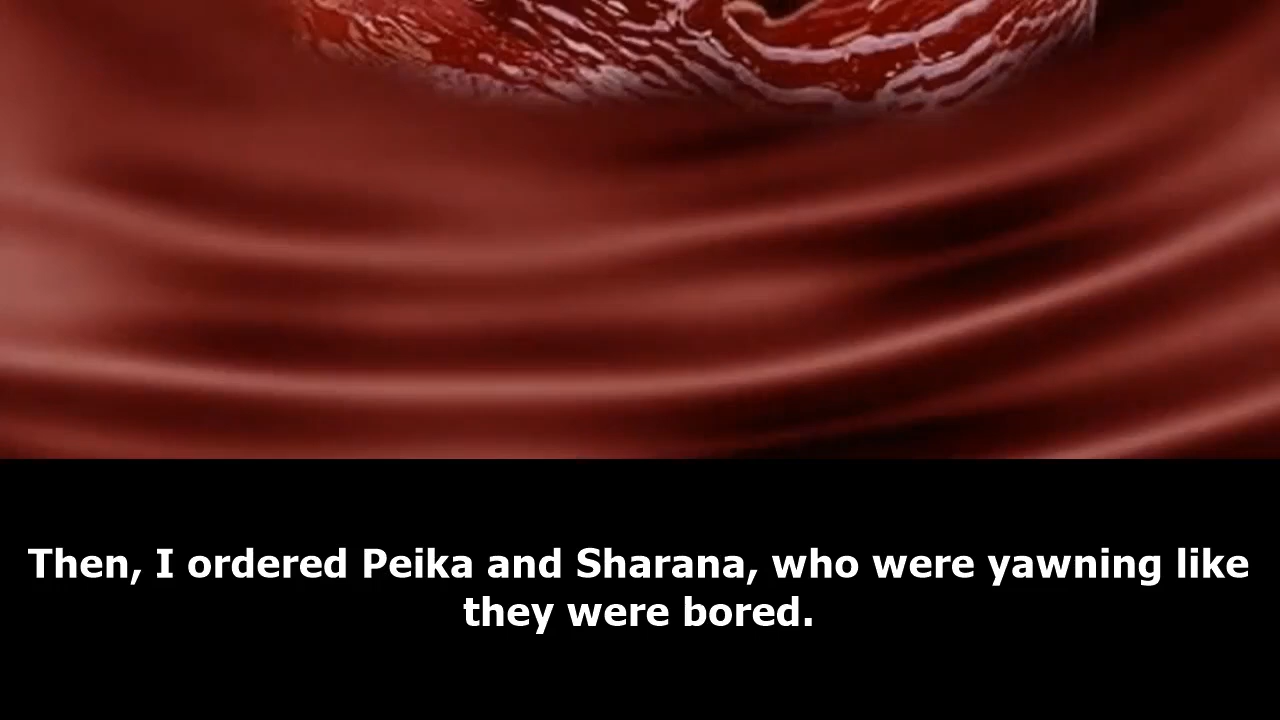 Then, I ordered Peika and Sharana, who were yawning like
they were bored.